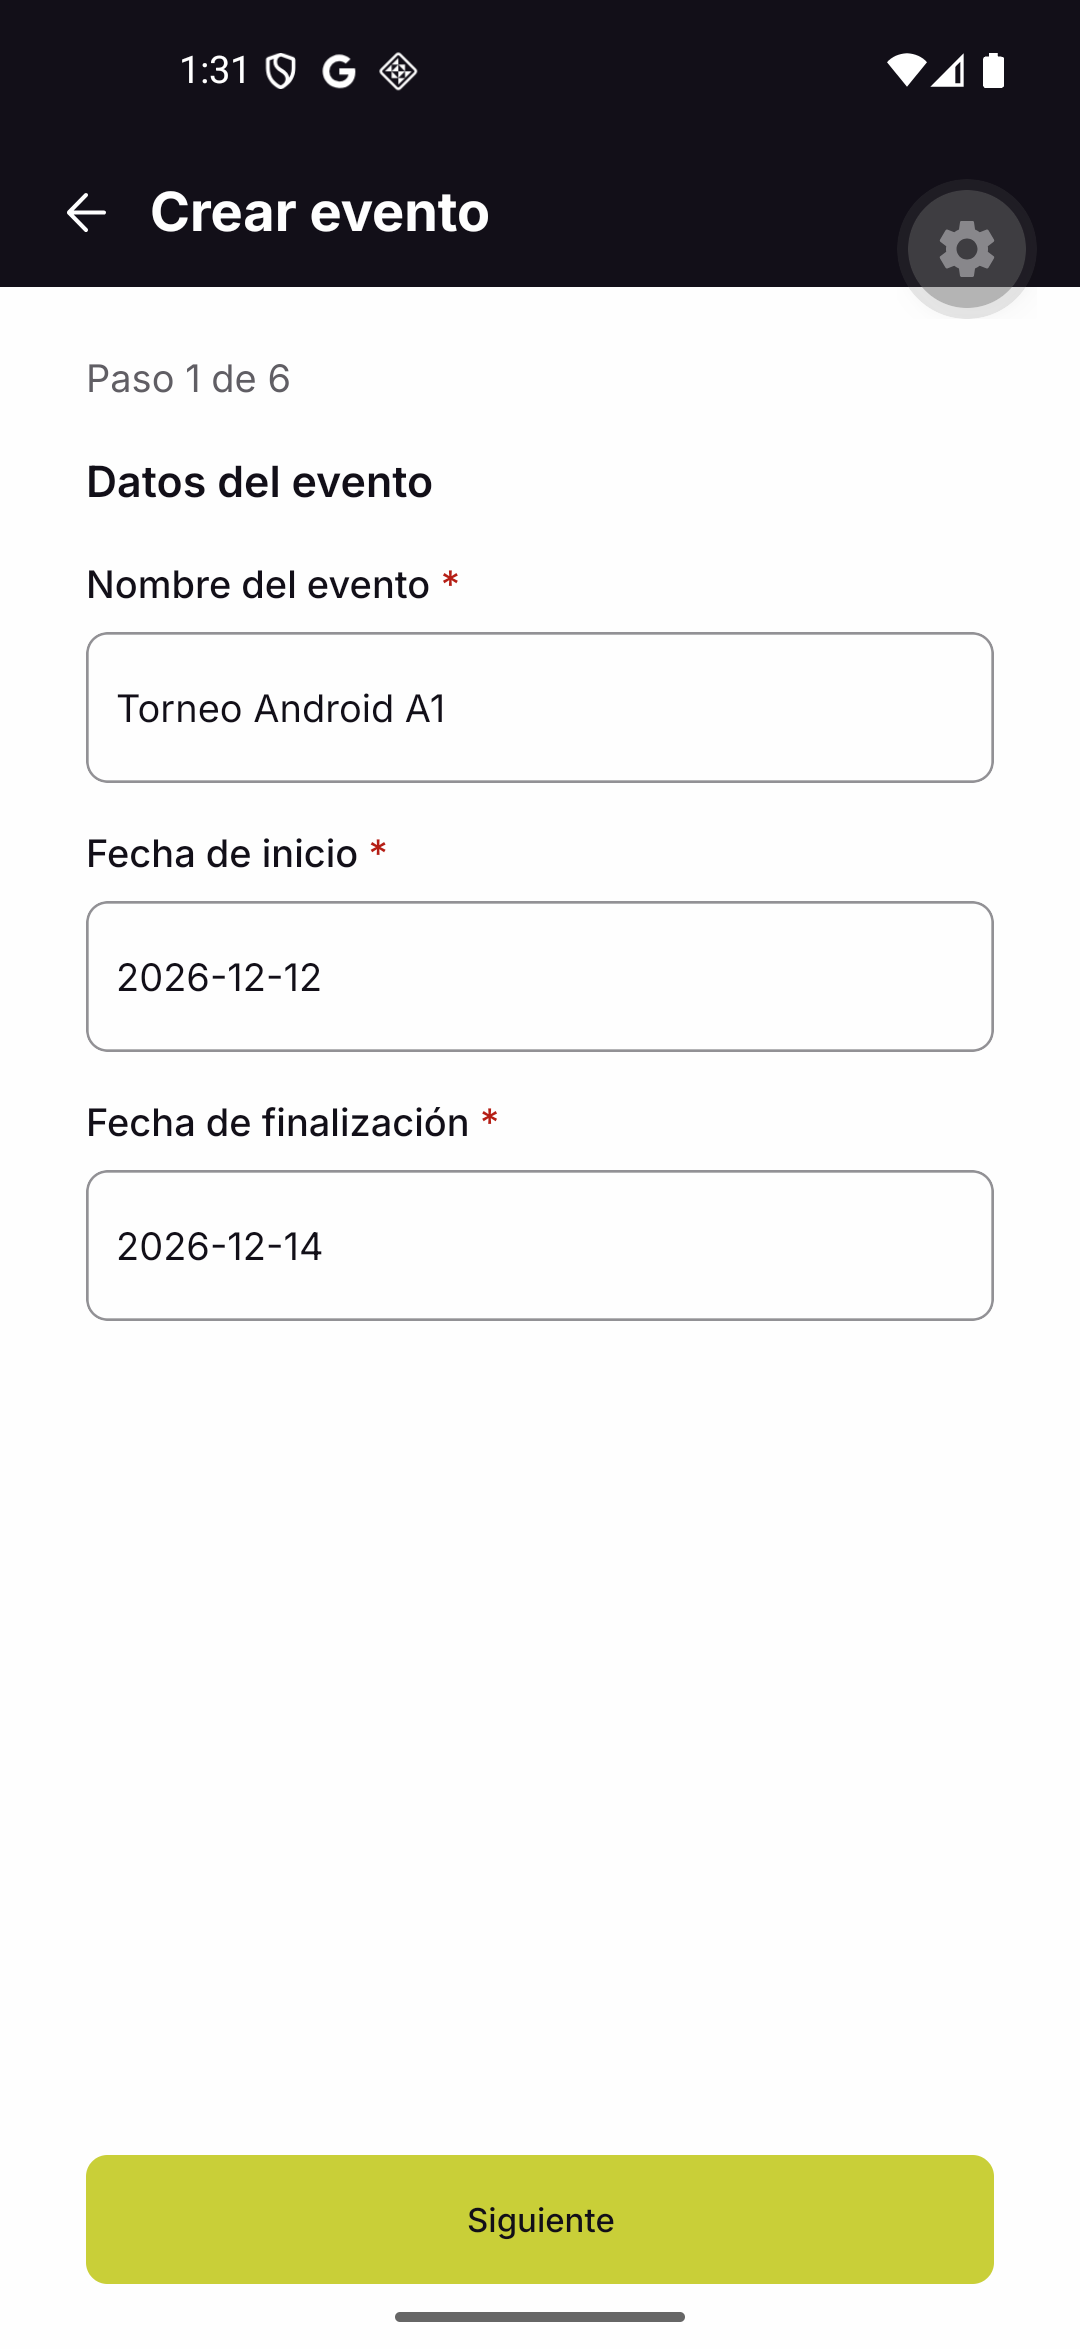 1:31
Crear evento
Paso 1 de 6
Datos del evento
Nombre del evento *
Torneo Android A1
Fecha de inicio *
2026-12-12
Fecha de finalización *
2026-12-14
Siguiente